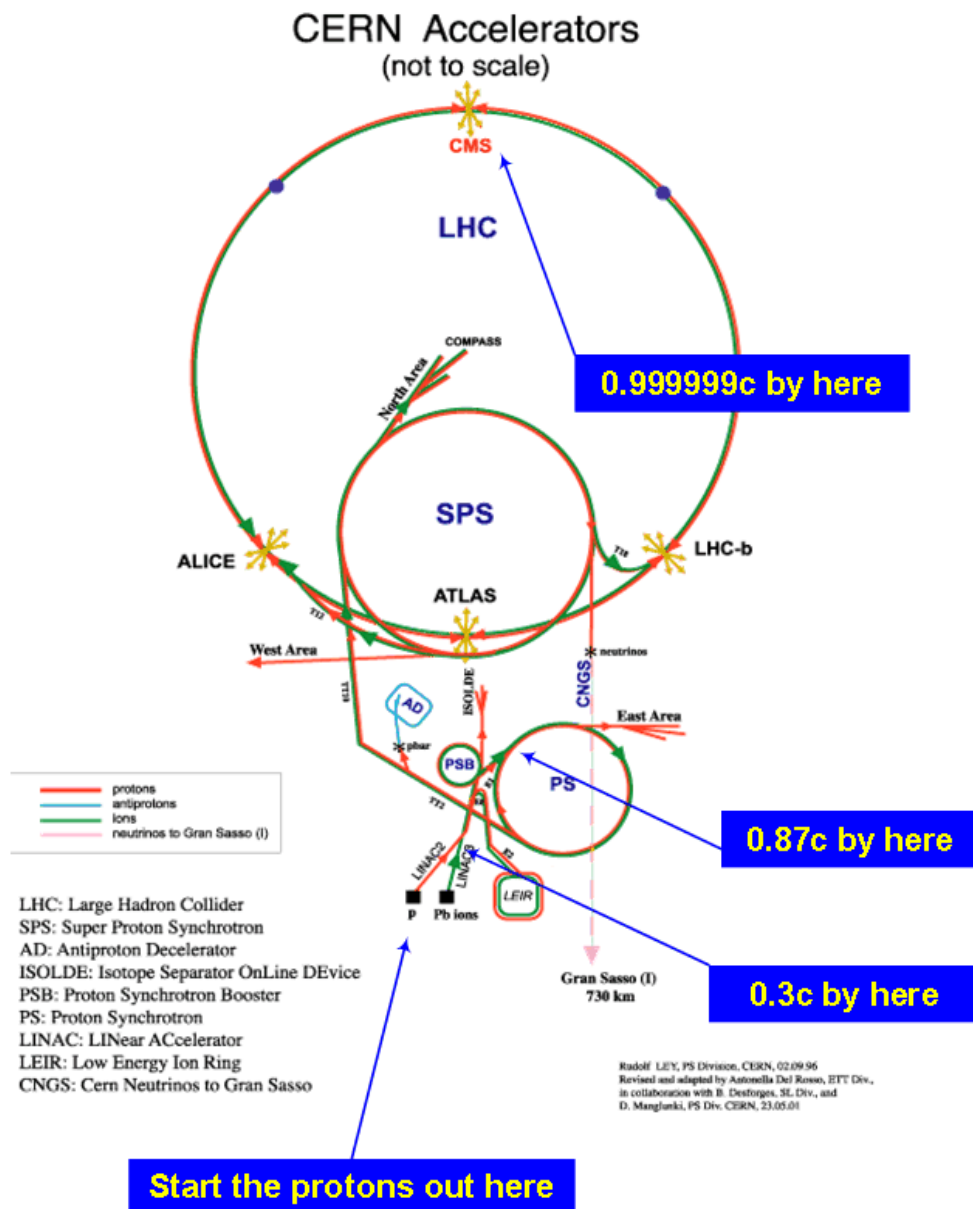 CERN Accelerators
(not to scale)
CMS
LHC
COMPASS
North Area
0.999999c by here
SPS
ALICE
LHC-b
TI8
ATLAS
TI2
West Area
neutrinos
ISOLDE
CNGS
TT10
AD
East Area
pbar
PSB
PS
protons
antiprotons
ions
neutrinos to Gran Sasso (I)
TT2
E2
0.87c by here
LINAC2
LINAC3
LEIR
p
Pb ions
LHC: Large Hadron Collider
SPS: Super Proton Synchrotron
AD: Antiproton Decelerator
ISOLDE: Isotope Separator OnLine DEvice
PSB: Proton Synchrotron Booster
PS: Proton Synchrotron
LINAC: LINear ACcelerator
LEIR: Low Energy Ion Ring
CNGS: Cern Neutrinos to Gran Sasso
Gran Sasso (I)
730 km
0.3c by here
Rudolf LEY, PS Division, CERN, 02.09.96
Revised and adapted by Antonella Del Rosso, ETT Div.,
in collaboration with B. Desforges, SL Div., and
D. Manglunki, PS Div. CERN, 23.05.01
Start the protons out here